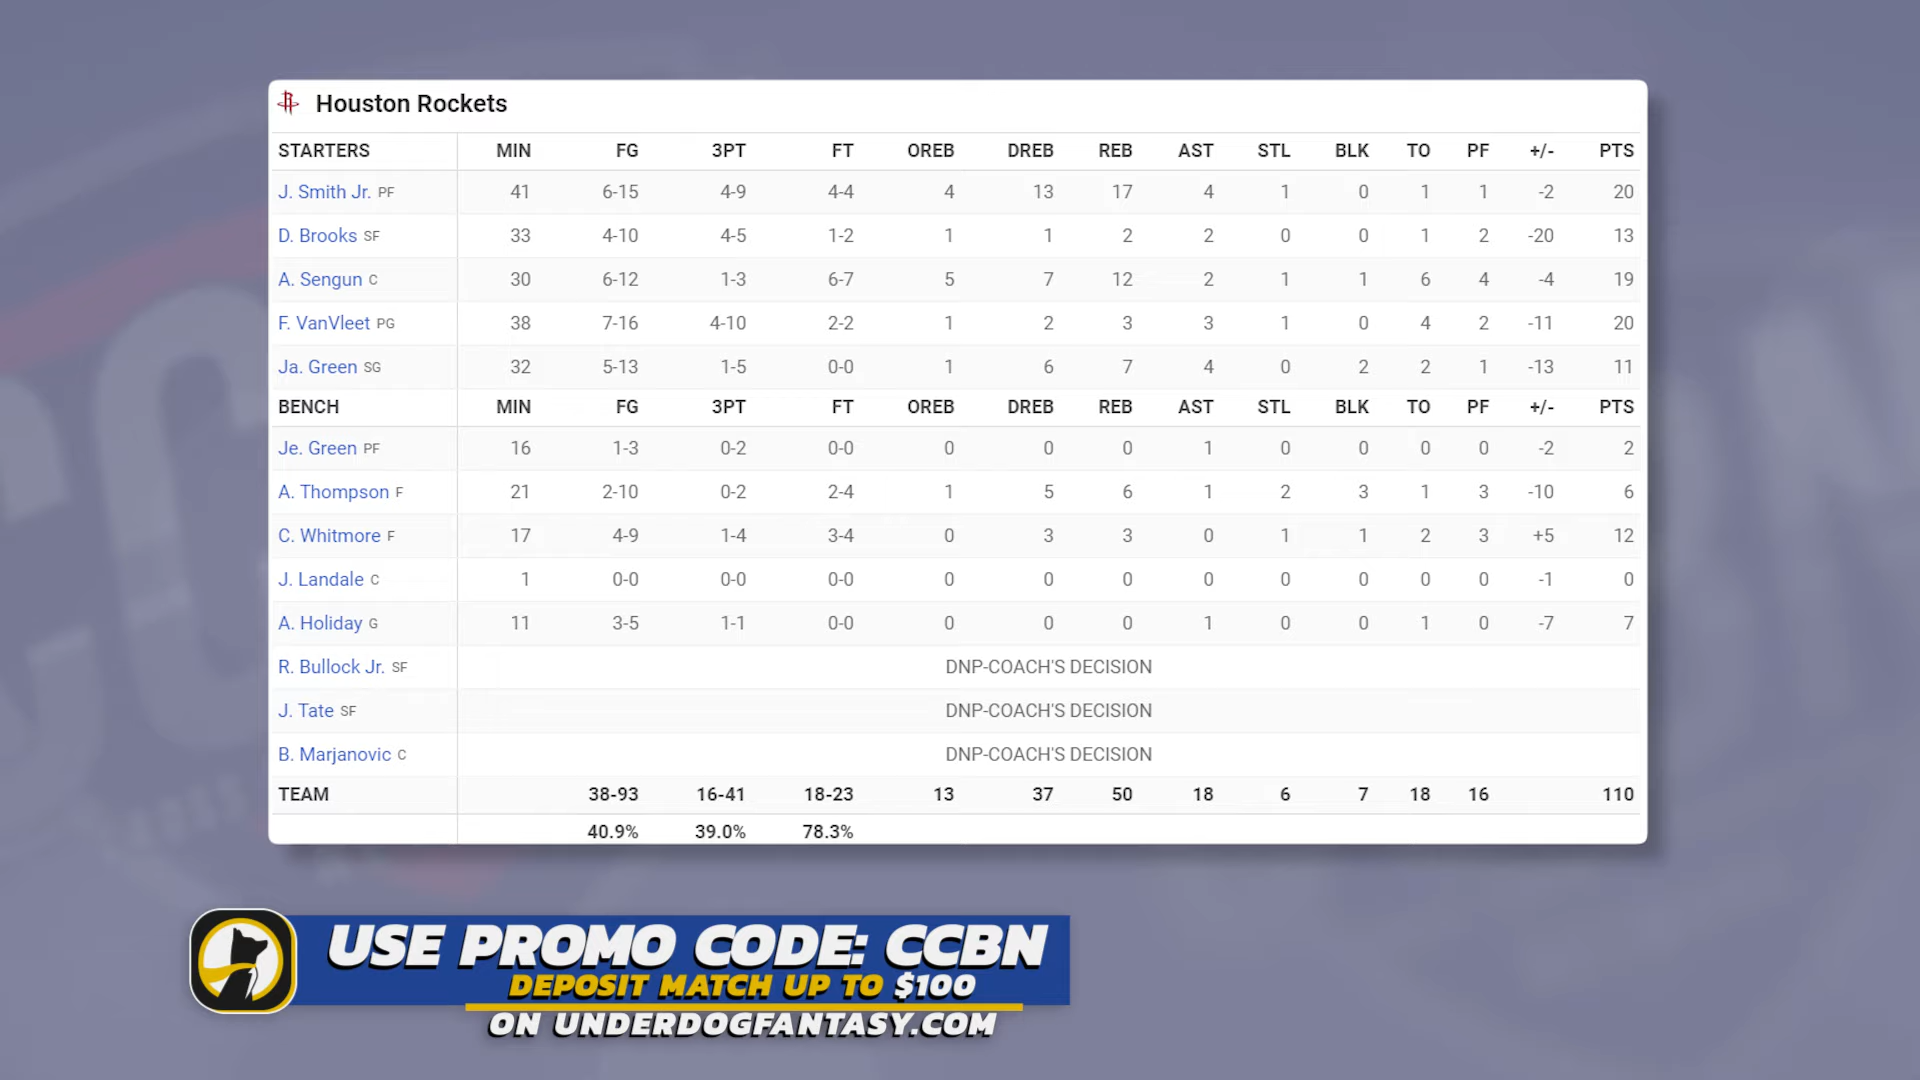 Houston Rockets
STARTERS MIN FG 3PT FT OREB DREB REB AST STL BLK TO PF +/- PTS
J. Smith Jr. PF 41 6-15 4-9 4-4 4 13 17 4 1 0 1 1 -2 20
D. Brooks SF 33 4-10 4-5 1-2 1 1 2 2 0 0 1 2 -20 13
A. Sengun C 30 6-12 1-3 6-7 5 7 12 2 1 1 6 4 -4 19
F. VanVleet PG 38 7-16 4-10 2-2 1 2 3 3 1 0 4 2 -11 20
Ja. Green SG 32 5-13 1-5 0-0 1 6 7 4 0 2 2 1 -13 11
BENCH MIN FG 3PT FT OREB DREB REB AST STL BLK TO PF +/- PTS
Je. Green PF 16 1-3 0-2 0-0 0 0 0 1 0 0 0 0 -2 2
A. Thompson F 21 2-10 0-2 2-4 1 5 6 1 2 3 1 3 -10 6
C. Whitmore F 17 4-9 1-4 3-4 0 3 3 0 1 1 2 3 +5 12
J. Landale C 1 0-0 0-0 0-0 0 0 0 0 0 0 0 0 -1 0
A. Holiday G 11 3-5 1-1 0-0 0 0 0 1 0 0 1 0 -7 7
R. Bullock Jr. SF DNP-COACH'S DECISION
J. Tate SF DNP-COACH'S DECISION
B. Marjanovic C DNP-COACH'S DECISION
TEAM 38-93 16-41 18-23 13 37 50 18 6 7 18 16 110
40.9% 39.0% 78.3%
USE PROMO CODE: CCBN
DEPOSIT MATCH UP TO $100
ON UNDERDOGFANTASY.COM